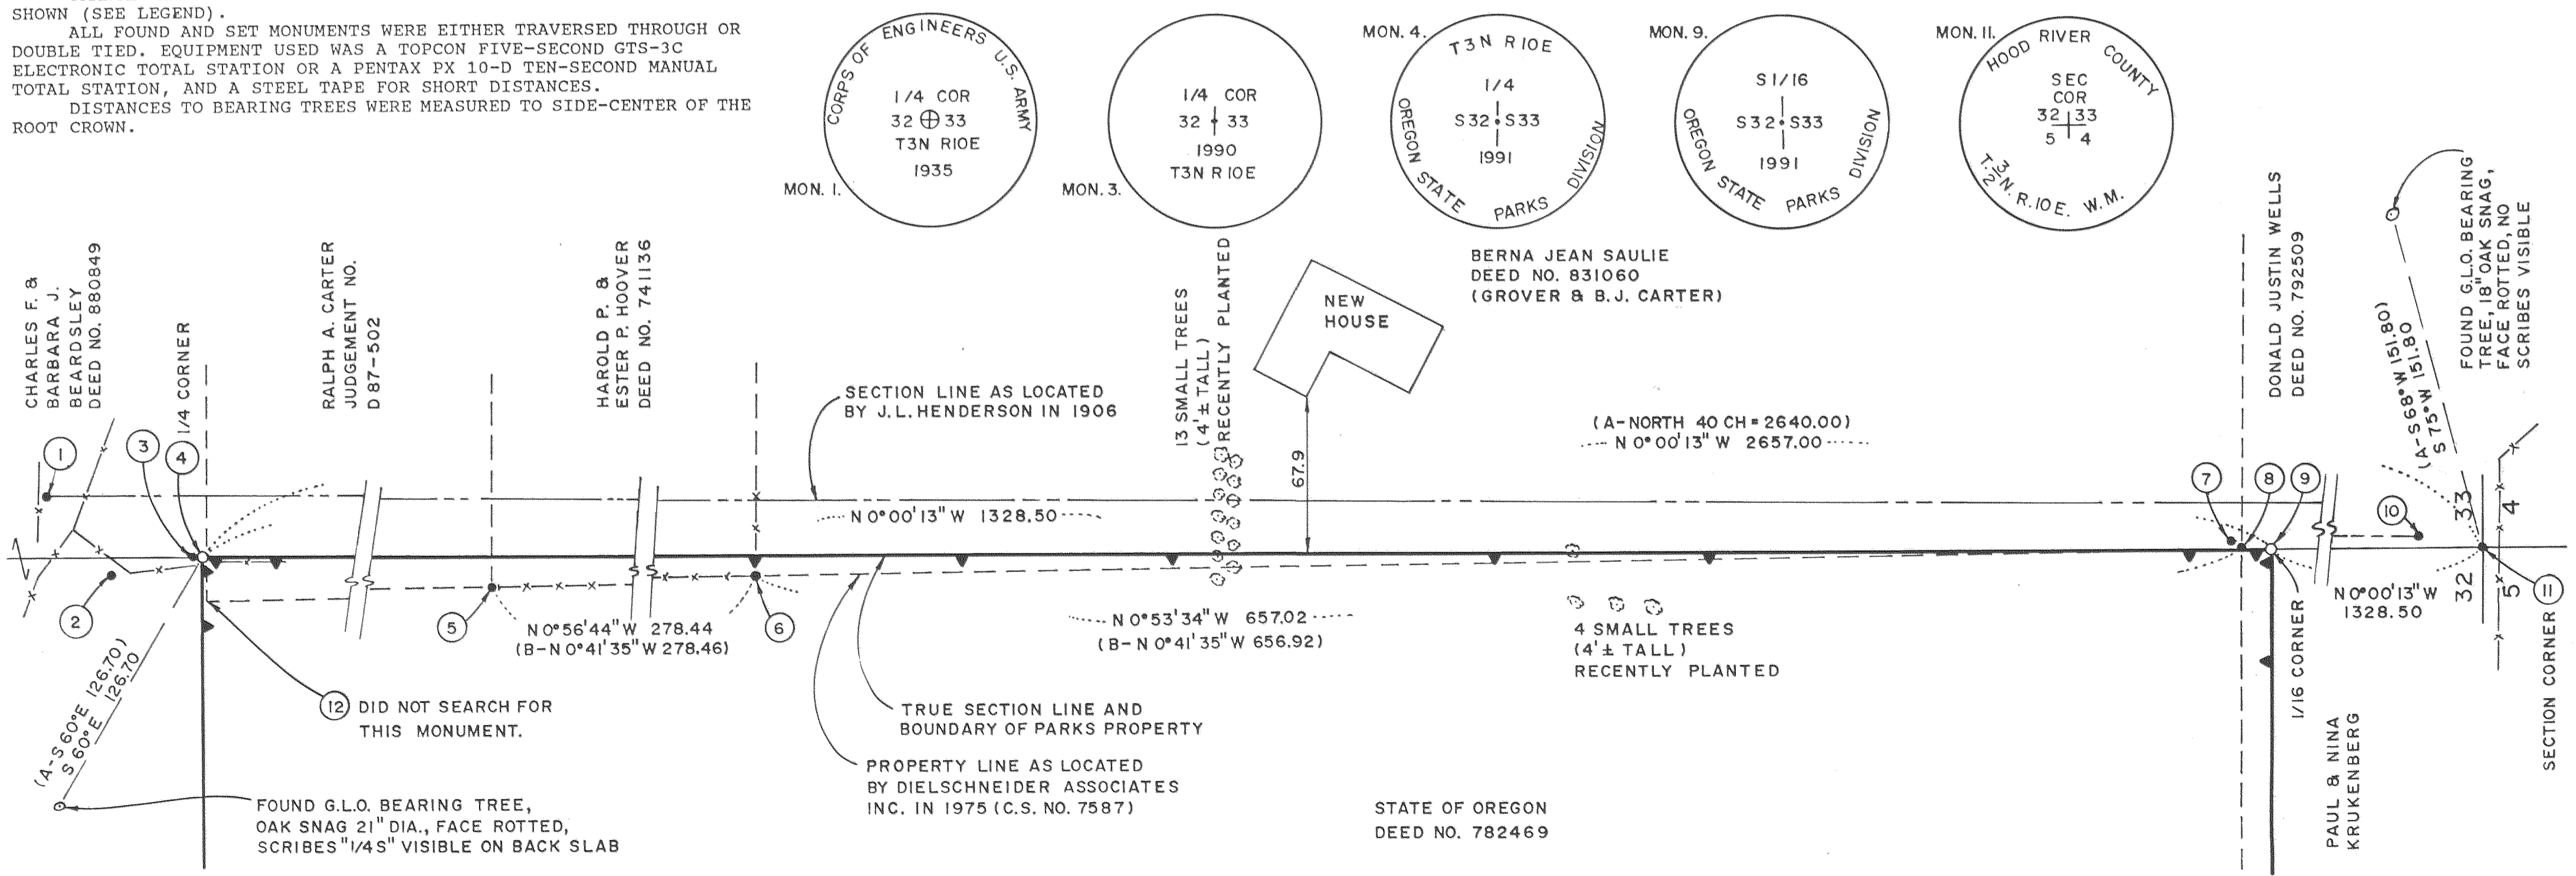 SHOWN (SEE LEGEND).
ALL FOUND AND SET MONUMENTS WERE EITHER TRAVERSED THROUGH OR
DOUBLE TIED. EQUIPMENT USED WAS A TOPCON FIVE-SECOND GTS-3C
ELECTRONIC TOTAL STATION OR A PENTAX PX 10-D TEN-SECOND MANUAL
TOTAL STATION, AND A STEEL TAPE FOR SHORT DISTANCES.
DISTANCES TO BEARING TREES WERE MEASURED TO SIDE-CENTER OF THE
ROOT CROWN.
CORPS OF ENGINEERS U.S. ARMY
1/4 COR
32 33
T3N R10E
1935
MON. 1.
1/4 COR
32 33
1990
T3N R10E
MON. 3.
MON. 4.
T3N R10E
1/4
S32 S33
1991
OREGON STATE PARKS DIVISION
MON. 9.
S 1/16
S32 S33
1991
OREGON STATE PARKS DIVISION
MON. 11.
HOOD RIVER COUNTY
SEC
COR
32 33
5 4
T. 3/2 N. R. 10 E. W. M.
CHARLES F. &
BARBARA J.
BEARDSLEY
DEED NO. 880849
1/4 CORNER
RALPH A. CARTER
JUDGEMENT NO.
D 87-502
HAROLD P. &
ESTER P. HOOVER
DEED NO. 741136
SECTION LINE AS LOCATED
BY J.L. HENDERSON IN 1906
13 SMALL TREES
(4'± TALL)
RECENTLY PLANTED
NEW
HOUSE
67.9
BERNA JEAN SAULIE
DEED NO. 831060
(GROVER & B.J. CARTER)
(A-NORTH 40 CH = 2640.00)
N 0°00'13" W 2657.00
DONALD JUSTIN WELLS
DEED NO. 792509
(A-S 68° W 151.80)
S 75° W 151.80
FOUND G.L.O. BEARING
TREE, 18" OAK SNAG,
FACE ROTTED, NO
SCRIBES VISIBLE
1
2
3
4
5
6
7
8
9
10
11
N 0°00'13" W 1328.50
N 0°56'44" W 278.44
(B-N 0°41'35" W 278.46)
N 0°53'34" W 657.02
(B-N 0°41'35" W 656.92)
4 SMALL TREES
(4'± TALL)
RECENTLY PLANTED
1/16 CORNER
N 0°00'13" W
1328.50
33 4
32 5
SECTION CORNER
PAUL & NINA
KRUKENBERG
(A-S 60° E 126.70)
S 60° E 126.70
12 DID NOT SEARCH FOR
THIS MONUMENT.
TRUE SECTION LINE AND
BOUNDARY OF PARKS PROPERTY
PROPERTY LINE AS LOCATED
BY DIELSCHNEIDER ASSOCIATES
INC. IN 1975 (C.S. NO. 7587)
FOUND G.L.O. BEARING TREE,
OAK SNAG 21" DIA., FACE ROTTED,
SCRIBES "1/4 S" VISIBLE ON BACK SLAB
STATE OF OREGON
DEED NO. 782469